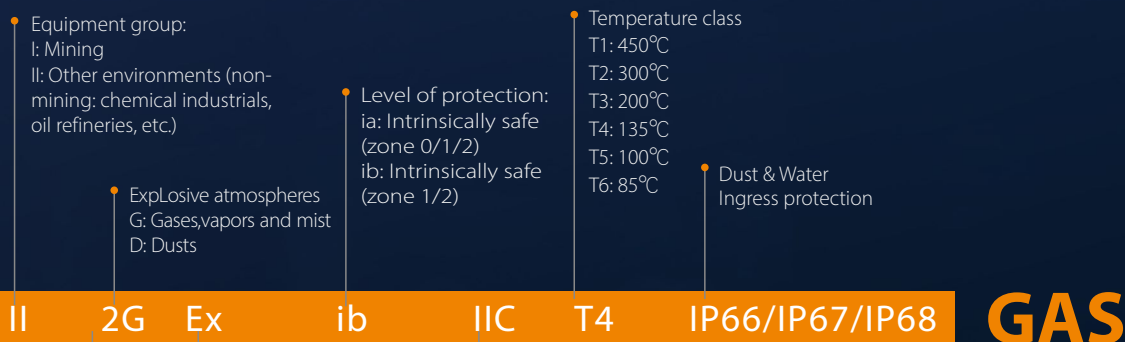 Equipment group:
I: Mining
II: Other environments (non-
mining: chemical industrials,
oil refineries, etc.)
ExpLosive atmospheres
G: Gases,vapors and mist
D: Dusts
Level of protection:
ia: Intrinsically safe
(zone 0/1/2)
ib: Intrinsically safe
(zone 1/2)
Temperature class
T1: 450℃
T2: 300℃
T3: 200℃
T4: 135℃
T5: 100℃
T6: 85℃
Dust & Water
Ingress protection
II 2G Ex ib IIC T4 IP66/IP67/IP68 GAS